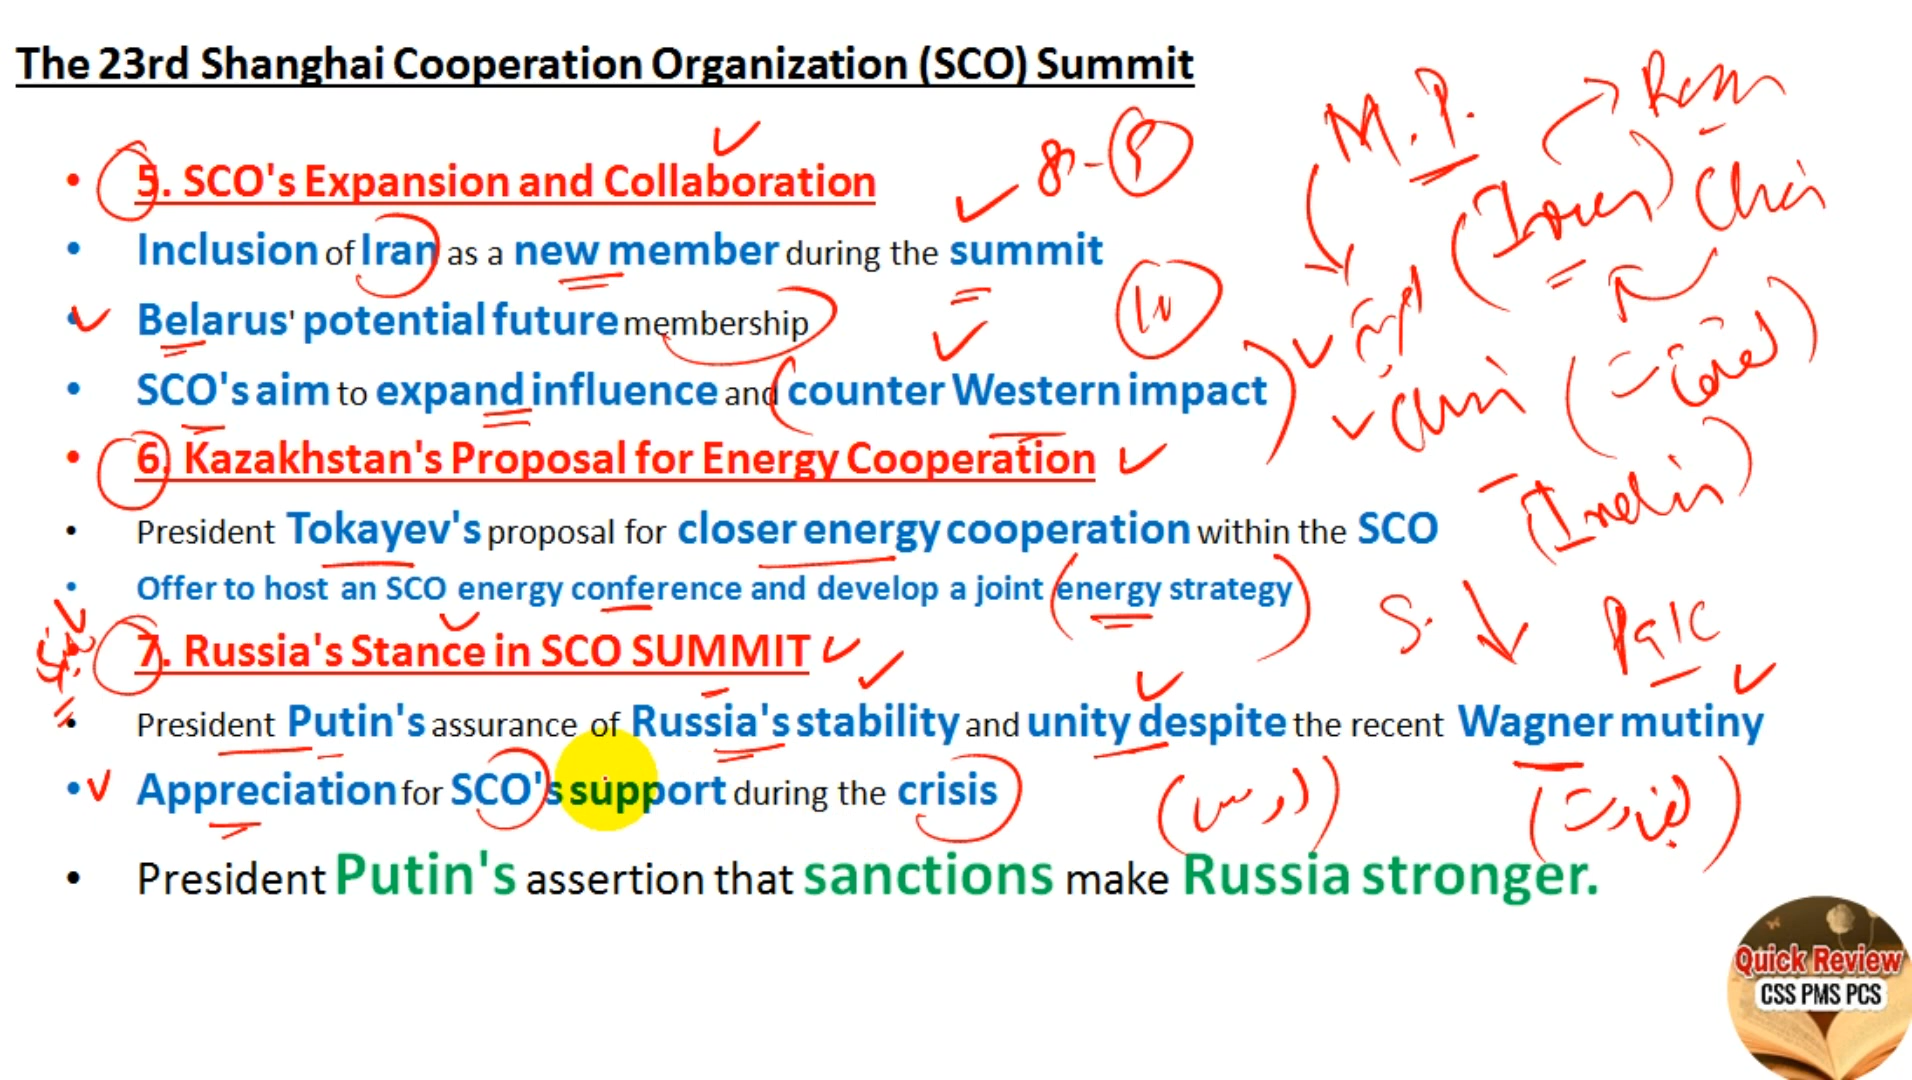 The 23rd Shanghai Cooperation Organization (SCO) Summit
• 5. SCO's Expansion and Collaboration
8-9
• Inclusion of Iran as a new member during the summit
• Belarus' potential future membership
10
• SCO's aim to expand influence and counter Western impact
• 6. Kazakhstan's Proposal for Energy Cooperation
• President Tokayev's proposal for closer energy cooperation within the SCO
• Offer to host an SCO energy conference and develop a joint energy strategy
• 7. Russia's Stance in SCO SUMMIT
• President Putin's assurance of Russia's stability and unity despite the recent Wagner mutiny
• Appreciation for SCO's support during the crisis
• President Putin's assertion that sanctions make Russia stronger.
M.P.
(India)
S.
Quick Review
CSS PMS PCS